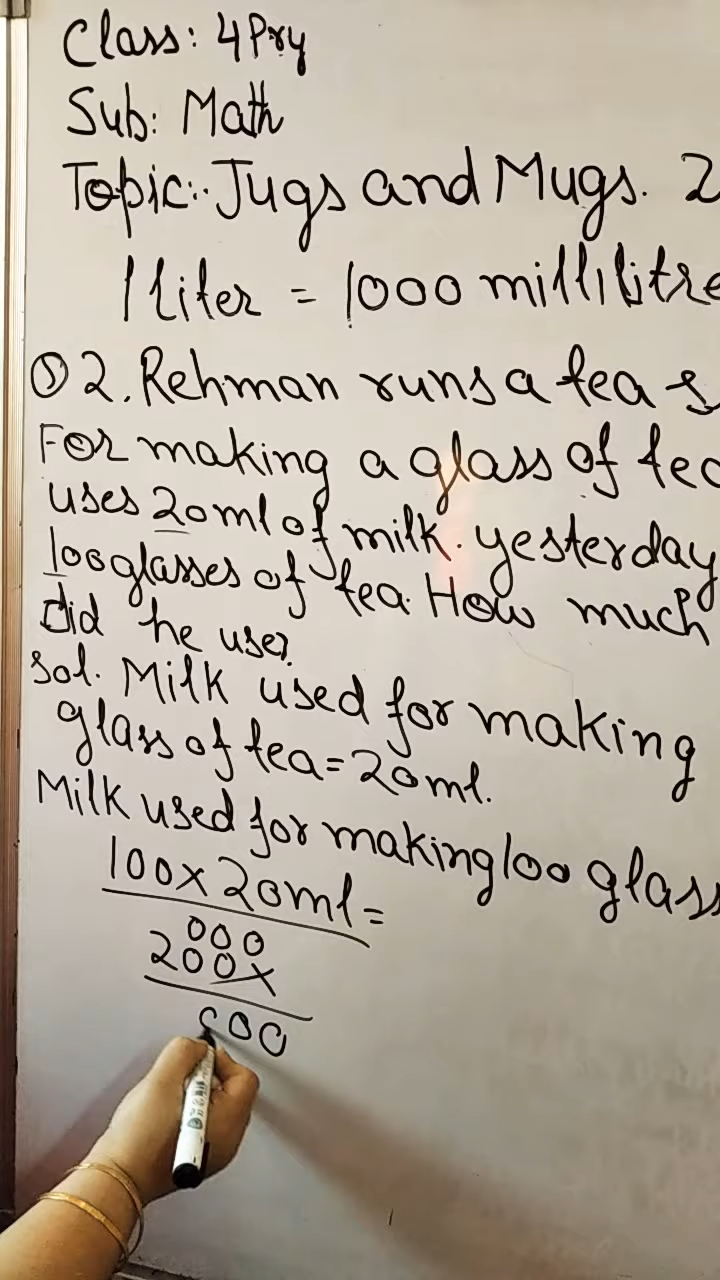 Class: 4Pry
Sub: Math
Topic:. Jugs and Mugs. 2
1 liter = 1000 millilitre
2. Rehman runs a tea
For making a glass of tea
uses 20ml of milk. yesterday
100 glasses of tea. How much
did he use?
Sol. Milk used for making
glass of tea = 20ml.
Milk used for making 100 glass
100 x 20ml =
000
200x
000